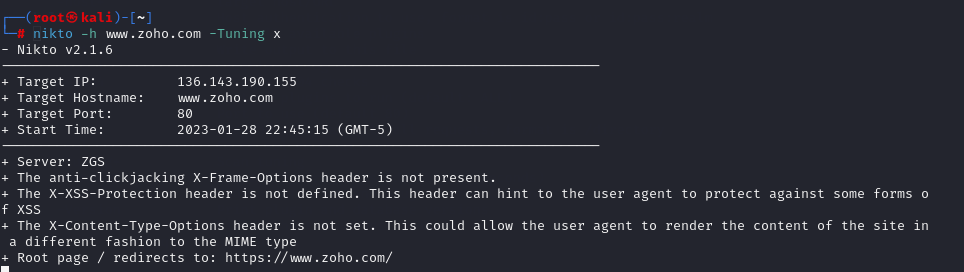 ┌──(root㉿kali)-[~]
└─# nikto -h www.zoho.com -Tuning x
- Nikto v2.1.6
---------------------------------------------------------------------------
+ Target IP:          136.143.190.155
+ Target Hostname:    www.zoho.com
+ Target Port:        80
+ Start Time:         2023-01-28 22:45:15 (GMT-5)
---------------------------------------------------------------------------
+ Server: ZGS
+ The anti-clickjacking X-Frame-Options header is not present.
+ The X-XSS-Protection header is not defined. This header can hint to the user agent to protect against some forms o
f XSS
+ The X-Content-Type-Options header is not set. This could allow the user agent to render the content of the site in
 a different fashion to the MIME type
+ Root page / redirects to: https://www.zoho.com/